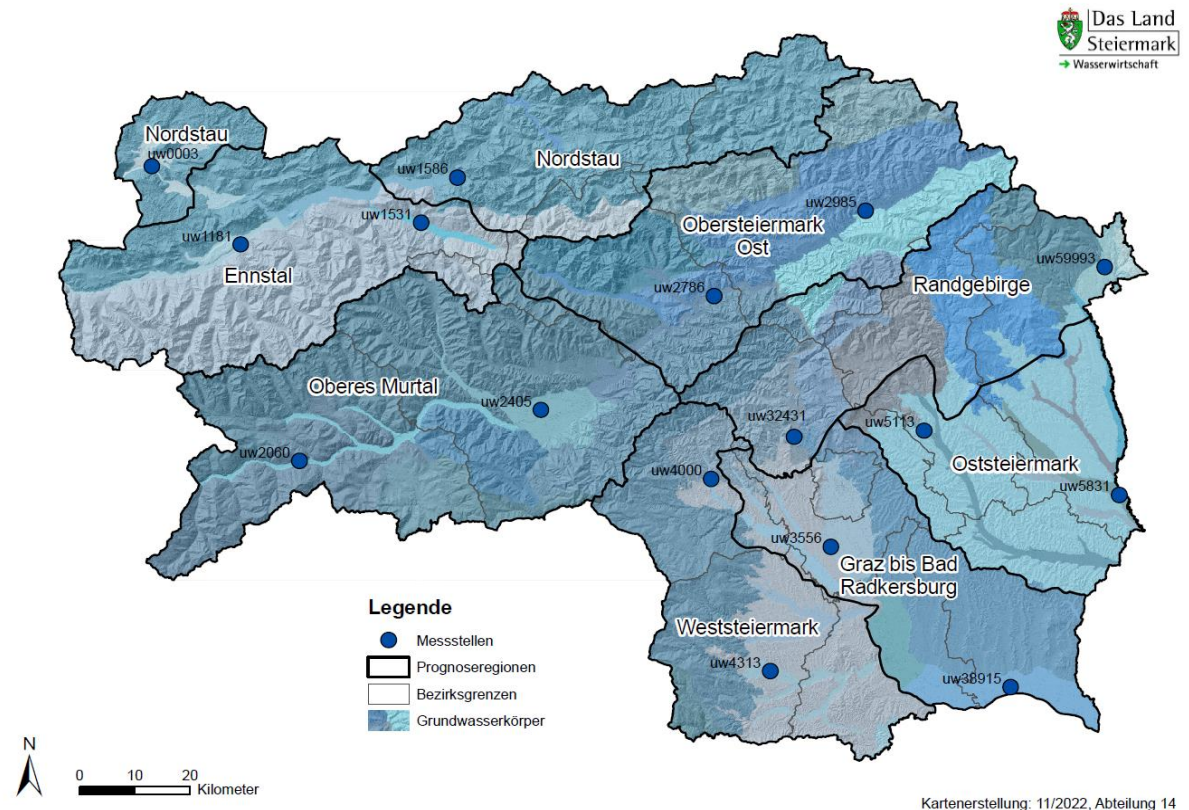 Das Land
Steiermark
→ Wasserwirtschaft
Nordstau
uw0003
uw1586
Nordstau
uw1531
uw2985
Obersteiermark
Ost
uw1181
Ennstal
uw59993
uw2786
Randgebirge
Oberes Murtal
uw2405
uw32431
uw5113
uw2060
uw4000
Oststeiermark
uw5831
uw3556
Graz bis Bad
Radkersburg
Weststeiermark
uw4313
uw38915
Legende
Messstellen
Prognoseregionen
Bezirksgrenzen
Grundwasserkörper
N
0 10 20
Kilometer
Kartenerstellung: 11/2022, Abteilung 14